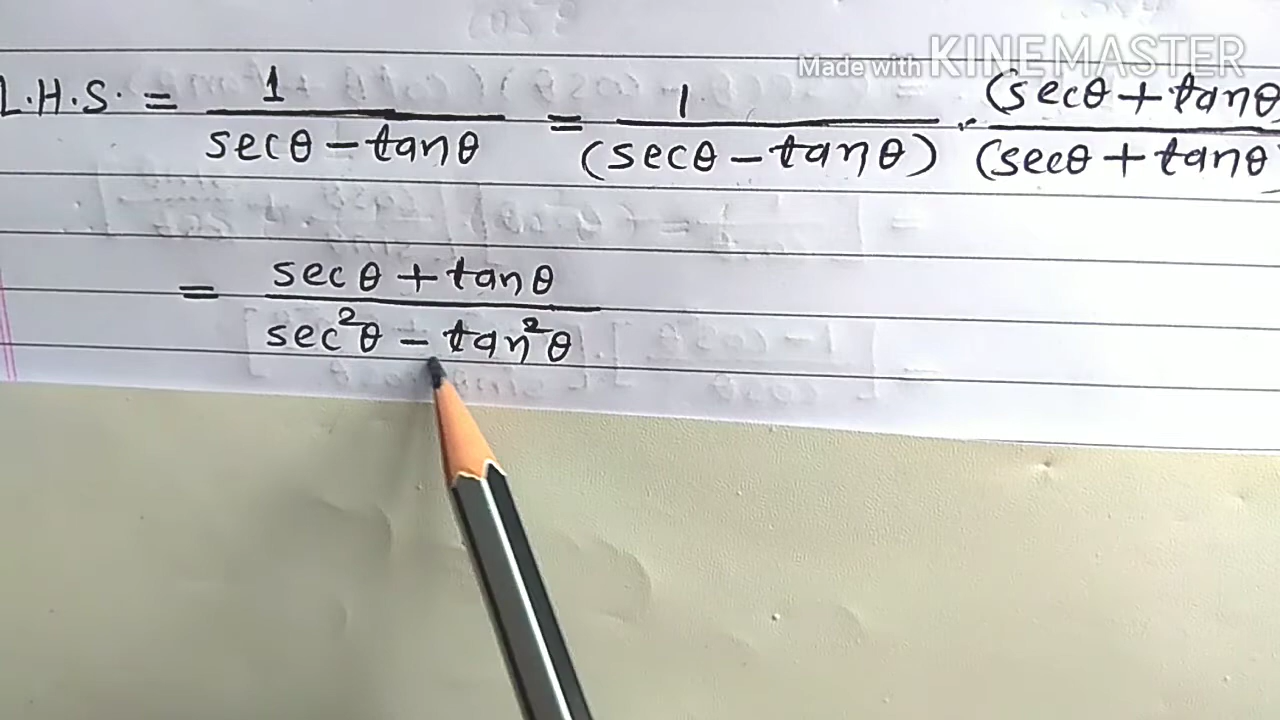 Made with KINEMASTER
L.H.S. = 1 / secθ - tanθ = 1 / (secθ - tanθ) . (secθ + tanθ / (secθ + tanθ)
= secθ + tanθ / sec²θ - tan²θ